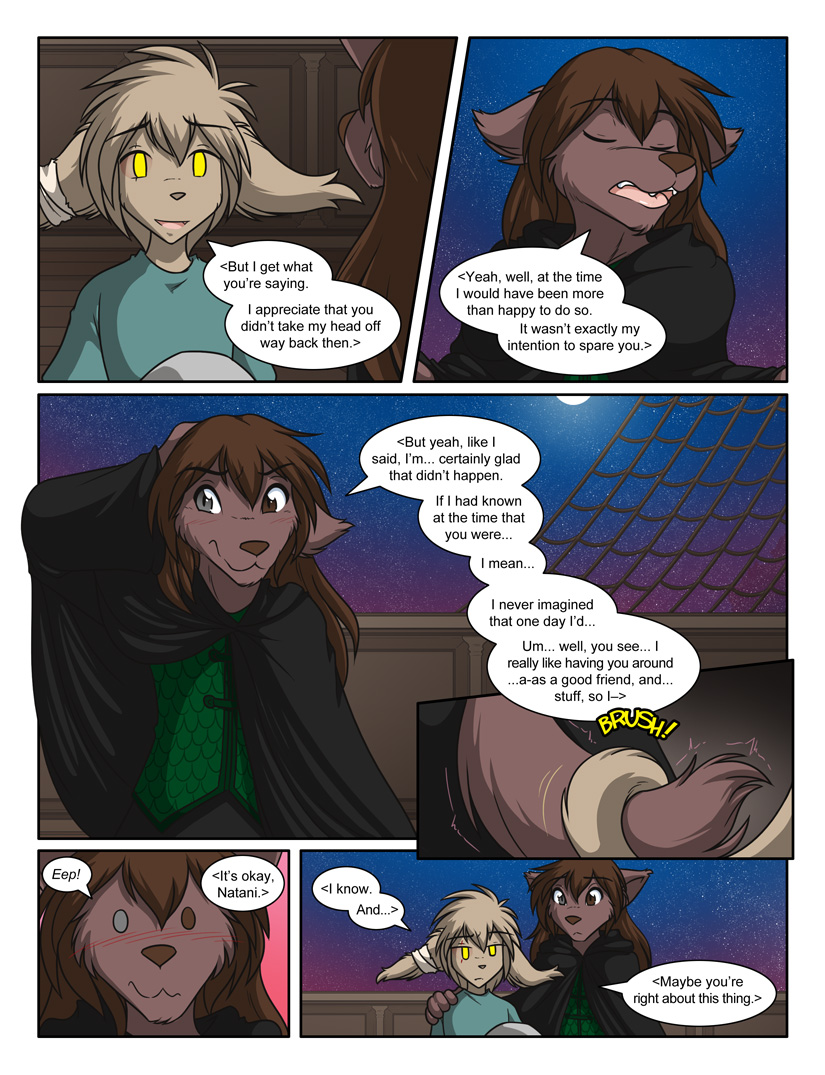 <But I get what
you're saying.
I appreciate that you
didn't take my head off
way back then.>
<Yeah, well, at the time
I would have been more
than happy to do so.
It wasn't exactly my
intention to spare you.>
<But yeah, like I
said, I'm... certainly glad
that didn't happen.
If I had known
at the time that
you were...
I mean...
I never imagined
that one day I'd...
Um... well, you see... I
really like having you around
...a-as a good friend, and...
stuff, so I–>
BRUSH!
Eep!
<It's okay,
Natani.>
<I know.
And...>
<Maybe you're
right about this thing.>